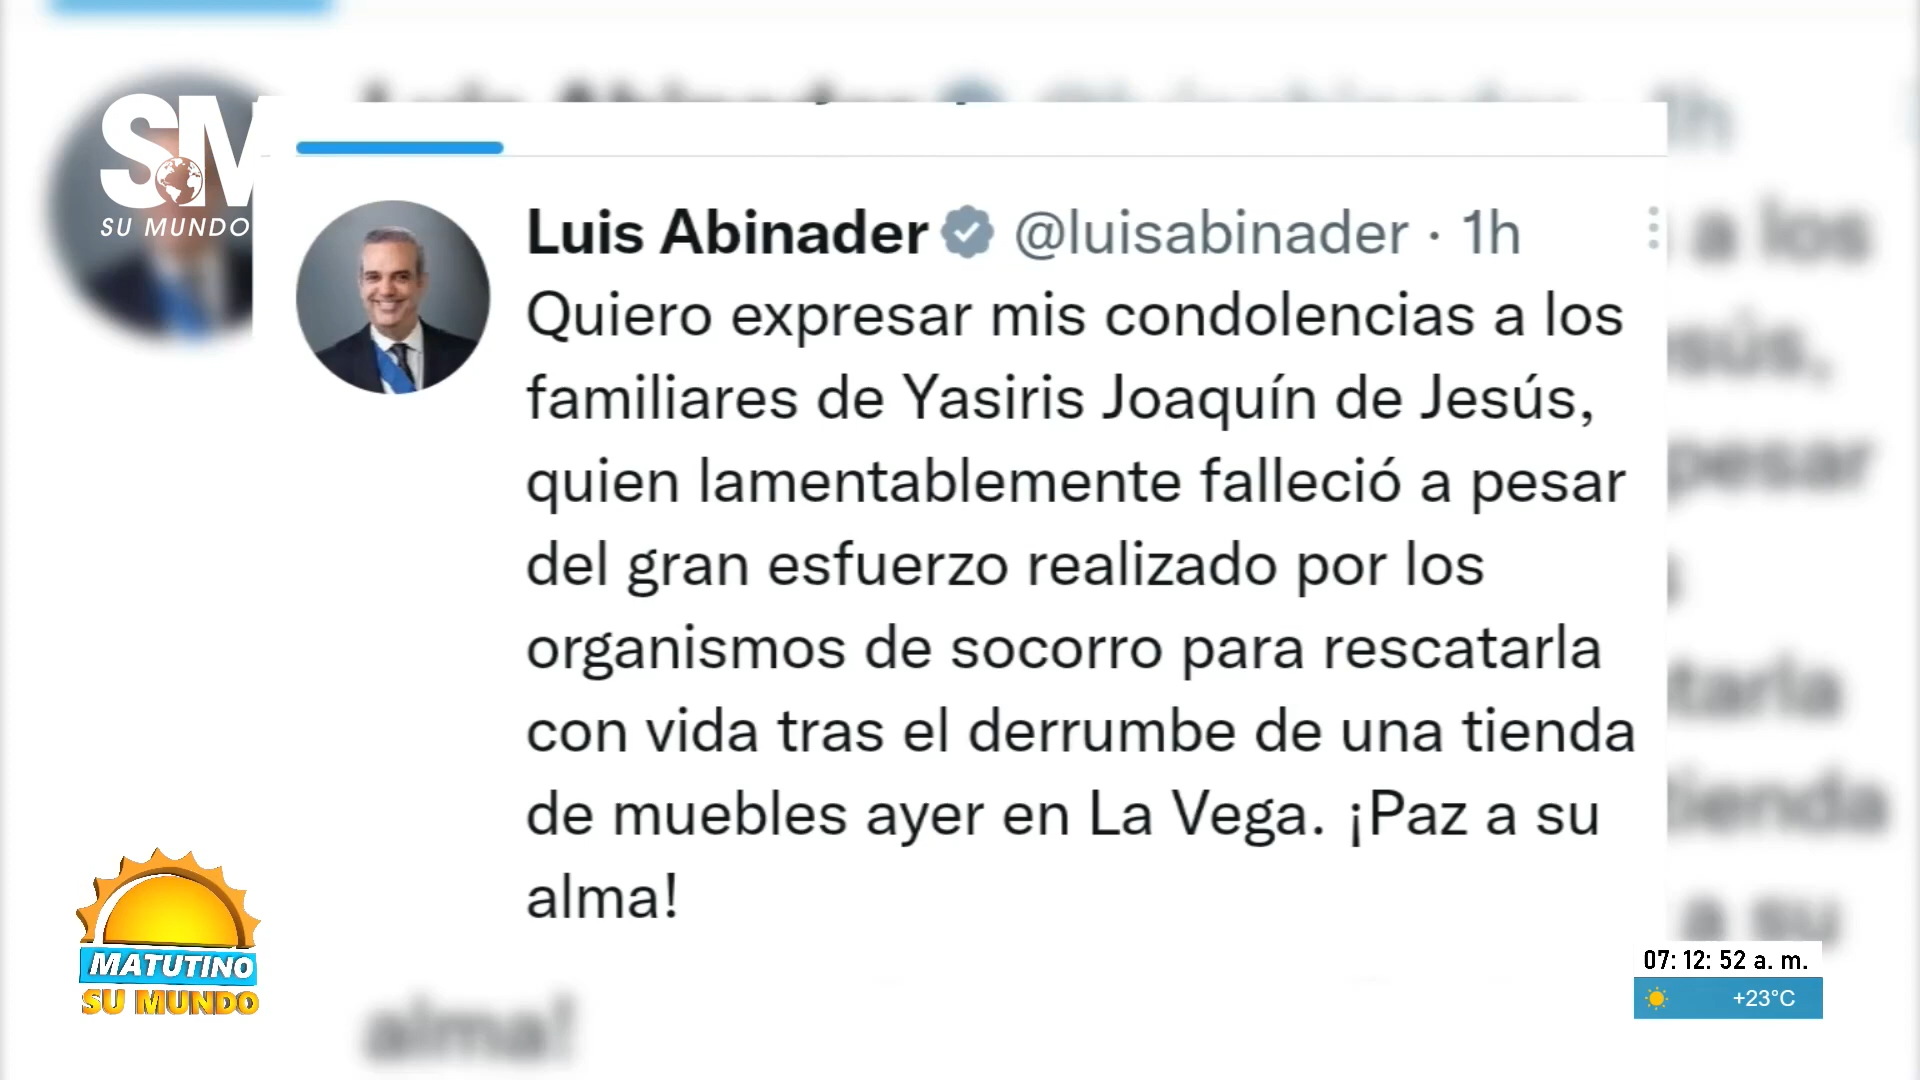 SM
SU MUNDO
Luis Abinader @luisabinader · 1h
Quiero expresar mis condolencias a los
familiares de Yasiris Joaquín de Jesús,
quien lamentablemente falleció a pesar
del gran esfuerzo realizado por los
organismos de socorro para rescatarla
con vida tras el derrumbe de una tienda
de muebles ayer en La Vega. ¡Paz a su
alma!
MATUTINO
SU MUNDO
07: 12: 52 a. m.
+23°C